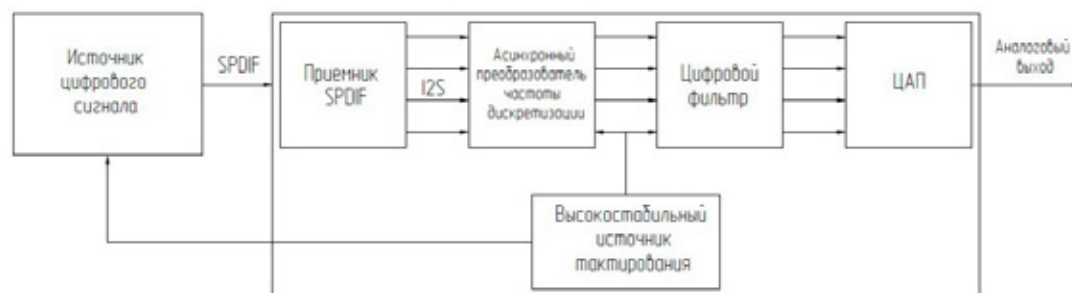 Источник
цифрового
сигнала
SPDIF
Приемник
SPDIF
I2S
Асинхронный
преобразователь
частоты
дискретизации
Цифровой
фильтр
ЦАП
Аналоговый
выход
Высокостабильный
источник
тактирования